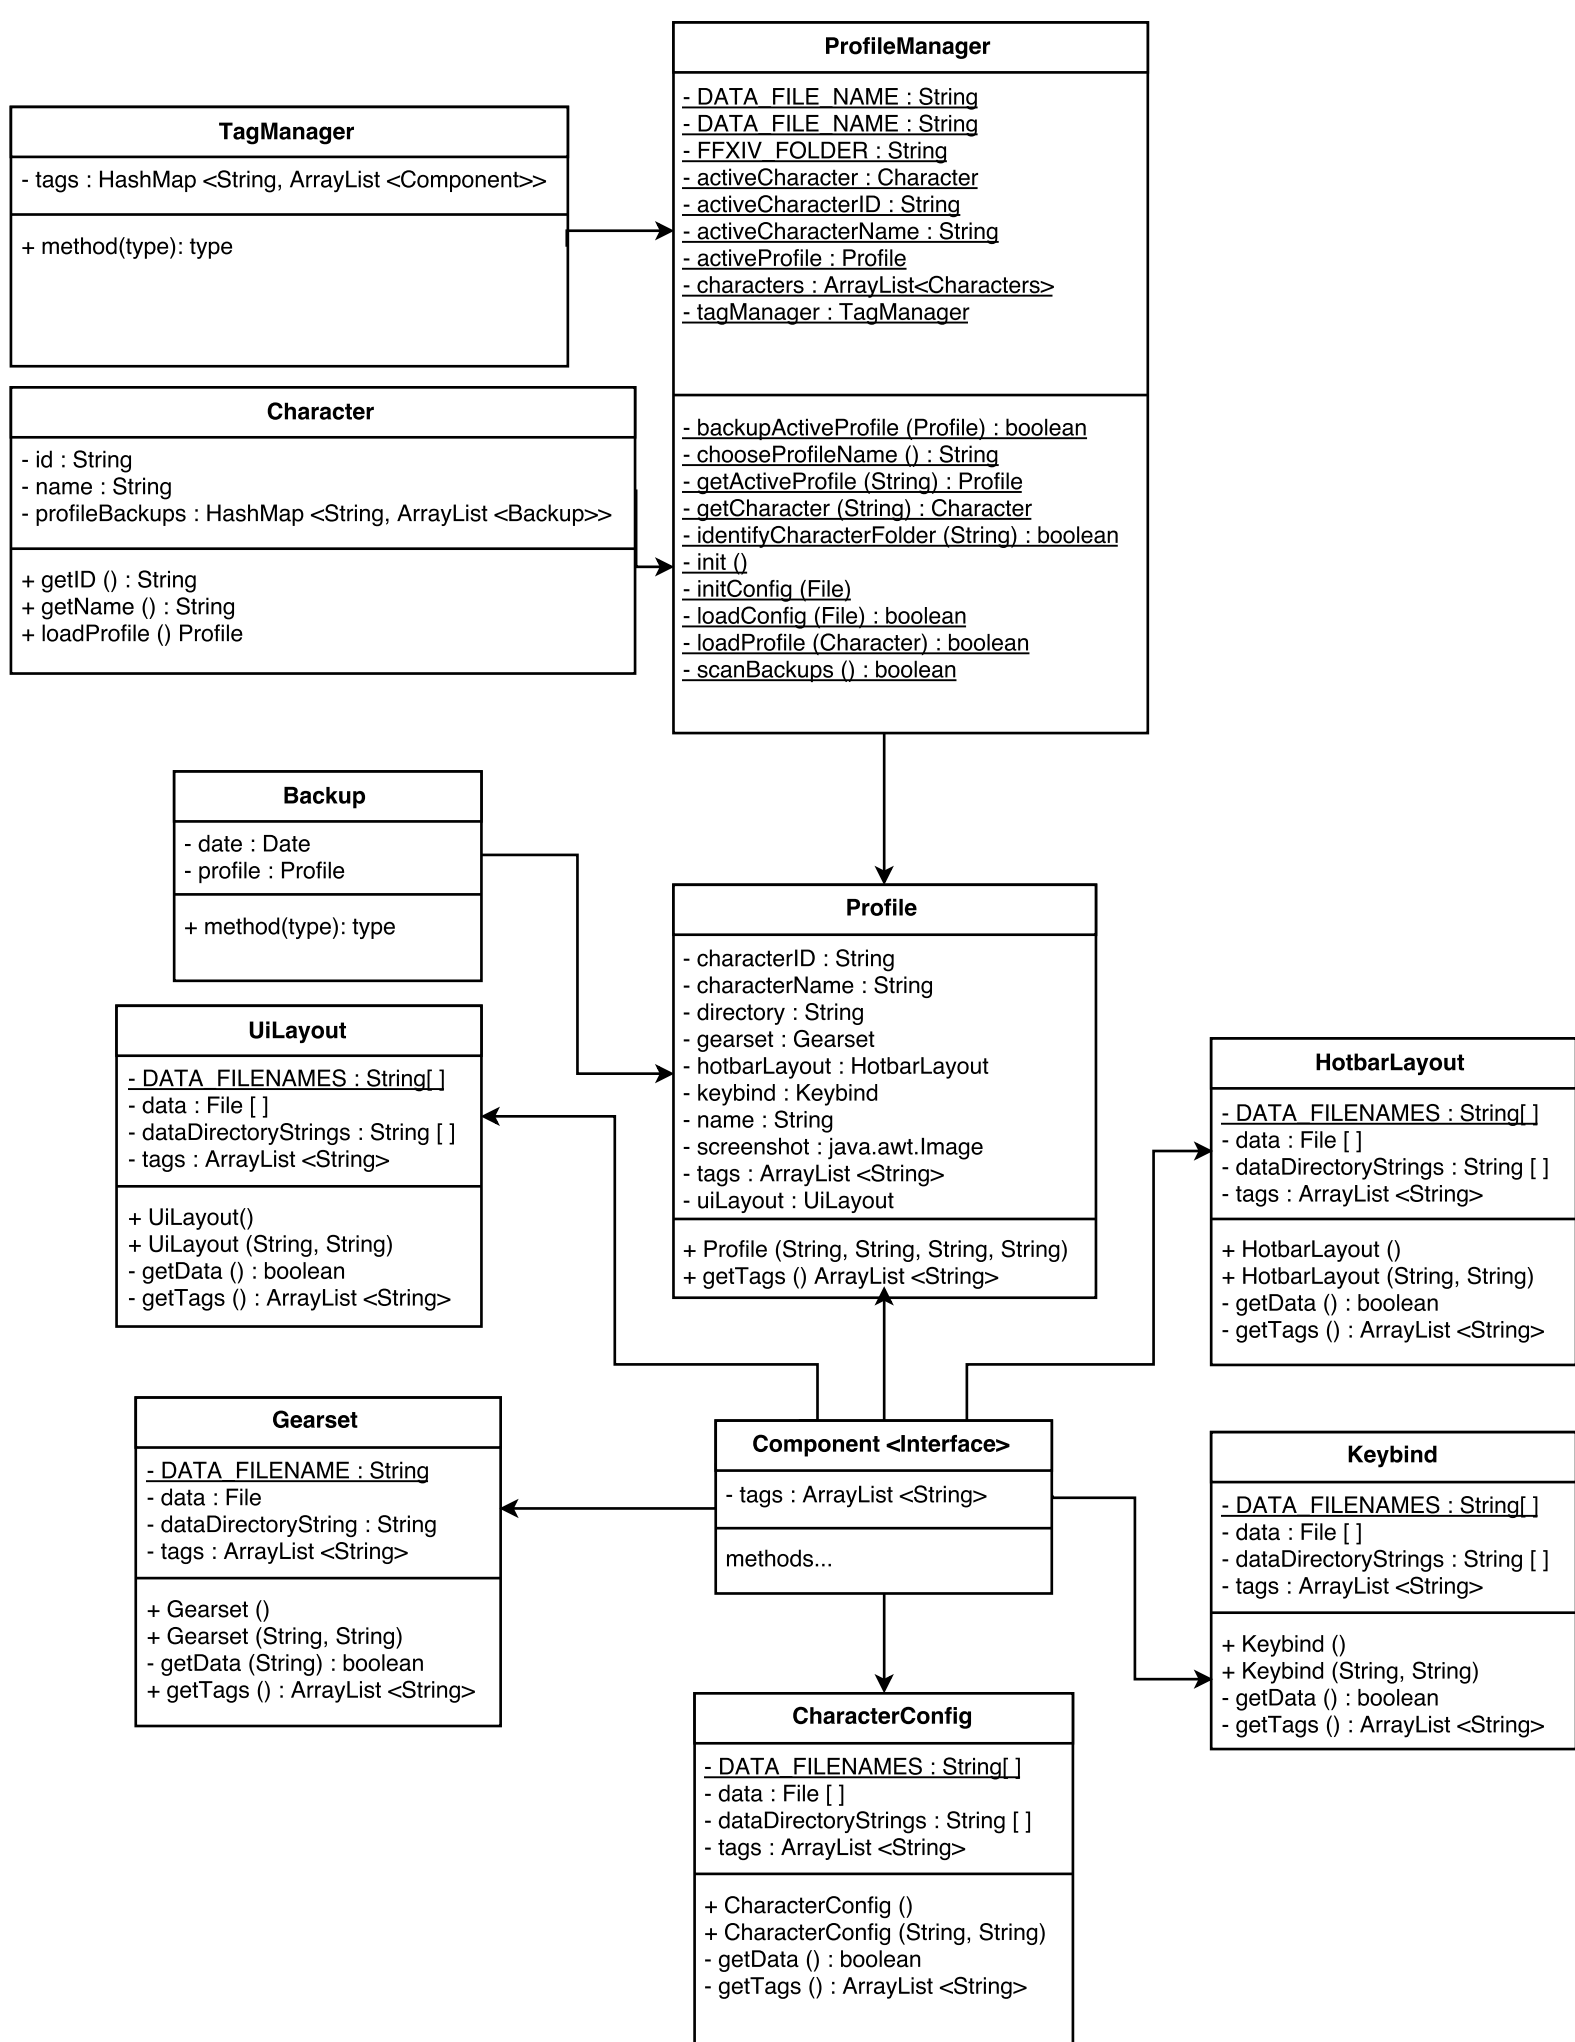 ProfileManager
- DATA_FILE_NAME : String
- DATA_FILE_NAME : String
- FFXIV_FOLDER : String
- activeCharacter : Character
- activeCharacterID : String
- activeCharacterName : String
- activeProfile : Profile
- characters : ArrayList<Characters>
- tagManager : TagManager
- backupActiveProfile (Profile) : boolean
- chooseProfileName () : String
- getActiveProfile (String) : Profile
- getCharacter (String) : Character
- identifyCharacterFolder (String) : boolean
- init ()
- initConfig (File)
- loadConfig (File) : boolean
- loadProfile (Character) : boolean
- scanBackups () : boolean
TagManager
- tags : HashMap <String, ArrayList <Component>>
+ method(type): type
Character
- id : String
- name : String
- profileBackups : HashMap <String, ArrayList <Backup>>
+ getID () : String
+ getName () : String
+ loadProfile () Profile
Backup
- date : Date
- profile : Profile
+ method(type): type
Profile
- characterID : String
- characterName : String
- directory : String
- gearset : Gearset
- hotbarLayout : HotbarLayout
- keybind : Keybind
- name : String
- screenshot : java.awt.Image
- tags : ArrayList <String>
- uiLayout : UiLayout
+ Profile (String, String, String, String)
+ getTags () ArrayList <String>
UiLayout
- DATA_FILENAMES : String[ ]
- data : File [ ]
- dataDirectoryStrings : String [ ]
- tags : ArrayList <String>
+ UiLayout()
+ UiLayout (String, String)
- getData () : boolean
- getTags () : ArrayList <String>
HotbarLayout
- DATA_FILENAMES : String[ ]
- data : File [ ]
- dataDirectoryStrings : String [ ]
- tags : ArrayList <String>
+ HotbarLayout ()
+ HotbarLayout (String, String)
- getData () : boolean
- getTags () : ArrayList <String>
Gearset
- DATA_FILENAME : String
- data : File
- dataDirectoryString : String
- tags : ArrayList <String>
+ Gearset ()
+ Gearset (String, String)
- getData (String) : boolean
+ getTags () : ArrayList <String>
Component <Interface>
- tags : ArrayList <String>
methods...
Keybind
- DATA_FILENAMES : String[ ]
- data : File [ ]
- dataDirectoryStrings : String [ ]
- tags : ArrayList <String>
+ Keybind ()
+ Keybind (String, String)
- getData () : boolean
- getTags () : ArrayList <String>
CharacterConfig
- DATA_FILENAMES : String[ ]
- data : File [ ]
- dataDirectoryStrings : String [ ]
- tags : ArrayList <String>
+ CharacterConfig ()
+ CharacterConfig (String, String)
- getData () : boolean
- getTags () : ArrayList <String>